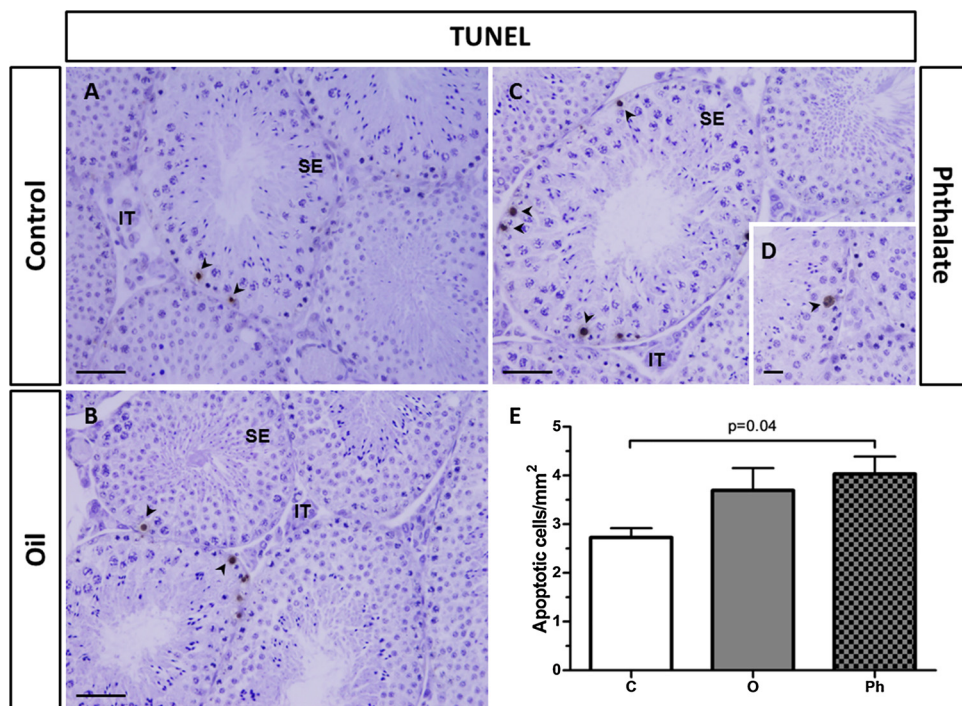 TUNEL
Control
A
SE
IT
C
SE
IT
D
Phthalate
Oil
B
SE
IT
E
p=0.04
Apoptotic cells/mm²
5
4
3
2
1
0
C
O
Ph